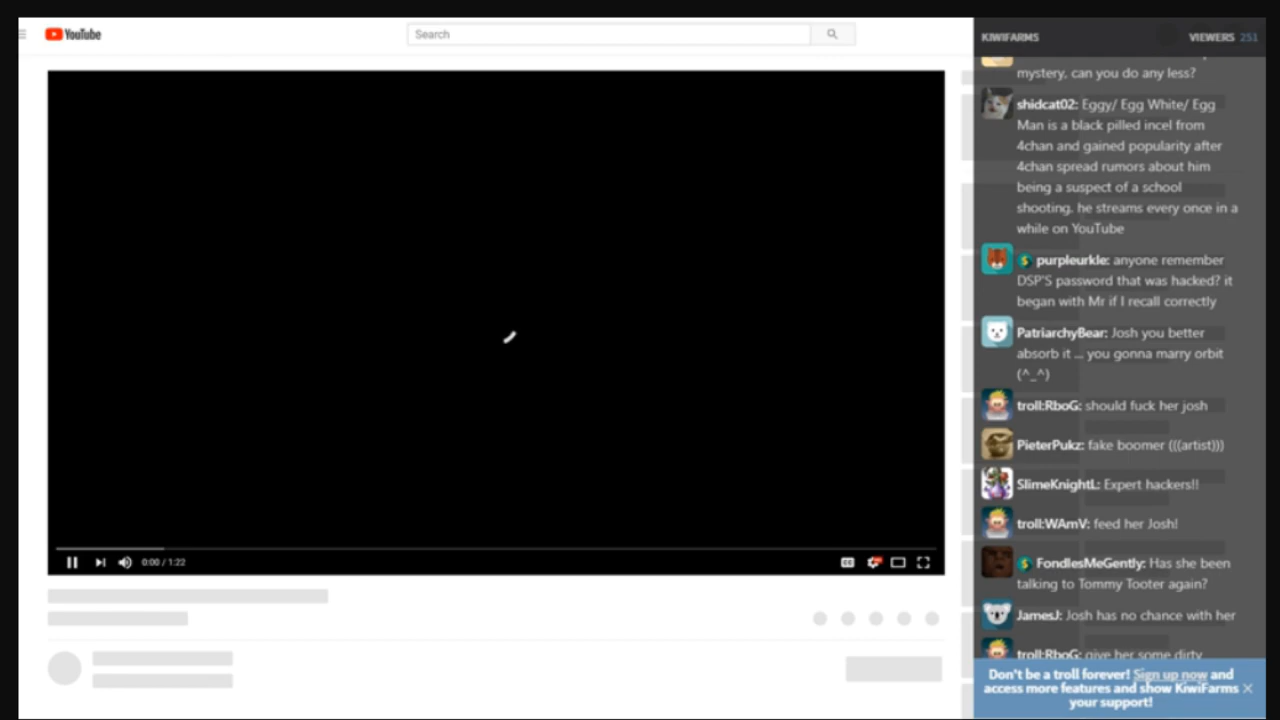 YouTube
Search
KIWIFARMS
VIEWERS 251
mystery, can you do any less?
shidcat02: Eggy/ Egg White/ Egg
Man is a black pilled incel from
4chan and gained popularity after
4chan spread rumors about him
being a suspect of a school
shooting. he streams every once in a
while on YouTube
purpleurkle: anyone remember
DSP'S password that was hacked? it
began with Mr if I recall correctly
PatriarchyBear: Josh you better
absorb it ... you gonna marry orbit
(^_^)
troll:RboG: should fuck her josh
PieterPukz: fake boomer (((artist)))
SlimeKnightL: Expert hackers!!
troll:WAmV: feed her Josh!
FondlesMeGently: Has she been
talking to Tommy Tooter again?
JamesJ: Josh has no chance with her
troll:RboG: give her some dirty
Don't be a troll forever! Sign up now and
access more features and show KiwiFarms
your support!
0:00 / 1:22